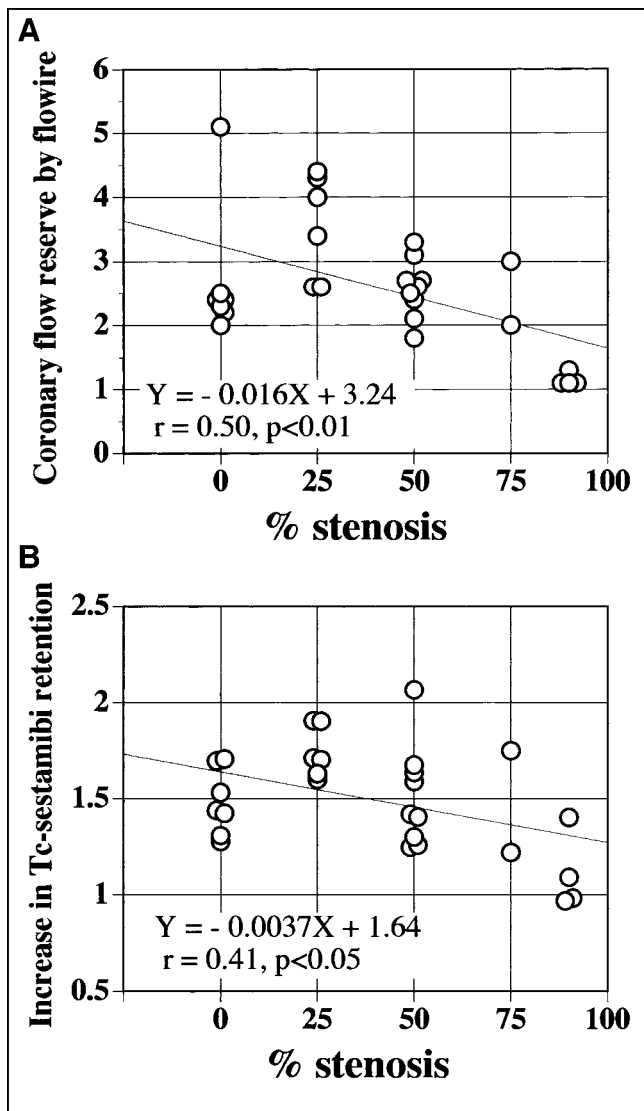 A
Coronary flow reserve by flowire
6
5
4
3
2
1
0
Y = - 0.016X + 3.24
r = 0.50, p<0.01
0 25 50 75 100
% stenosis
B
Increase in Tc-sestamibi retention
2.5
2
1.5
1
0.5
Y = - 0.0037X + 1.64
r = 0.41, p<0.05
0 25 50 75 100
% stenosis